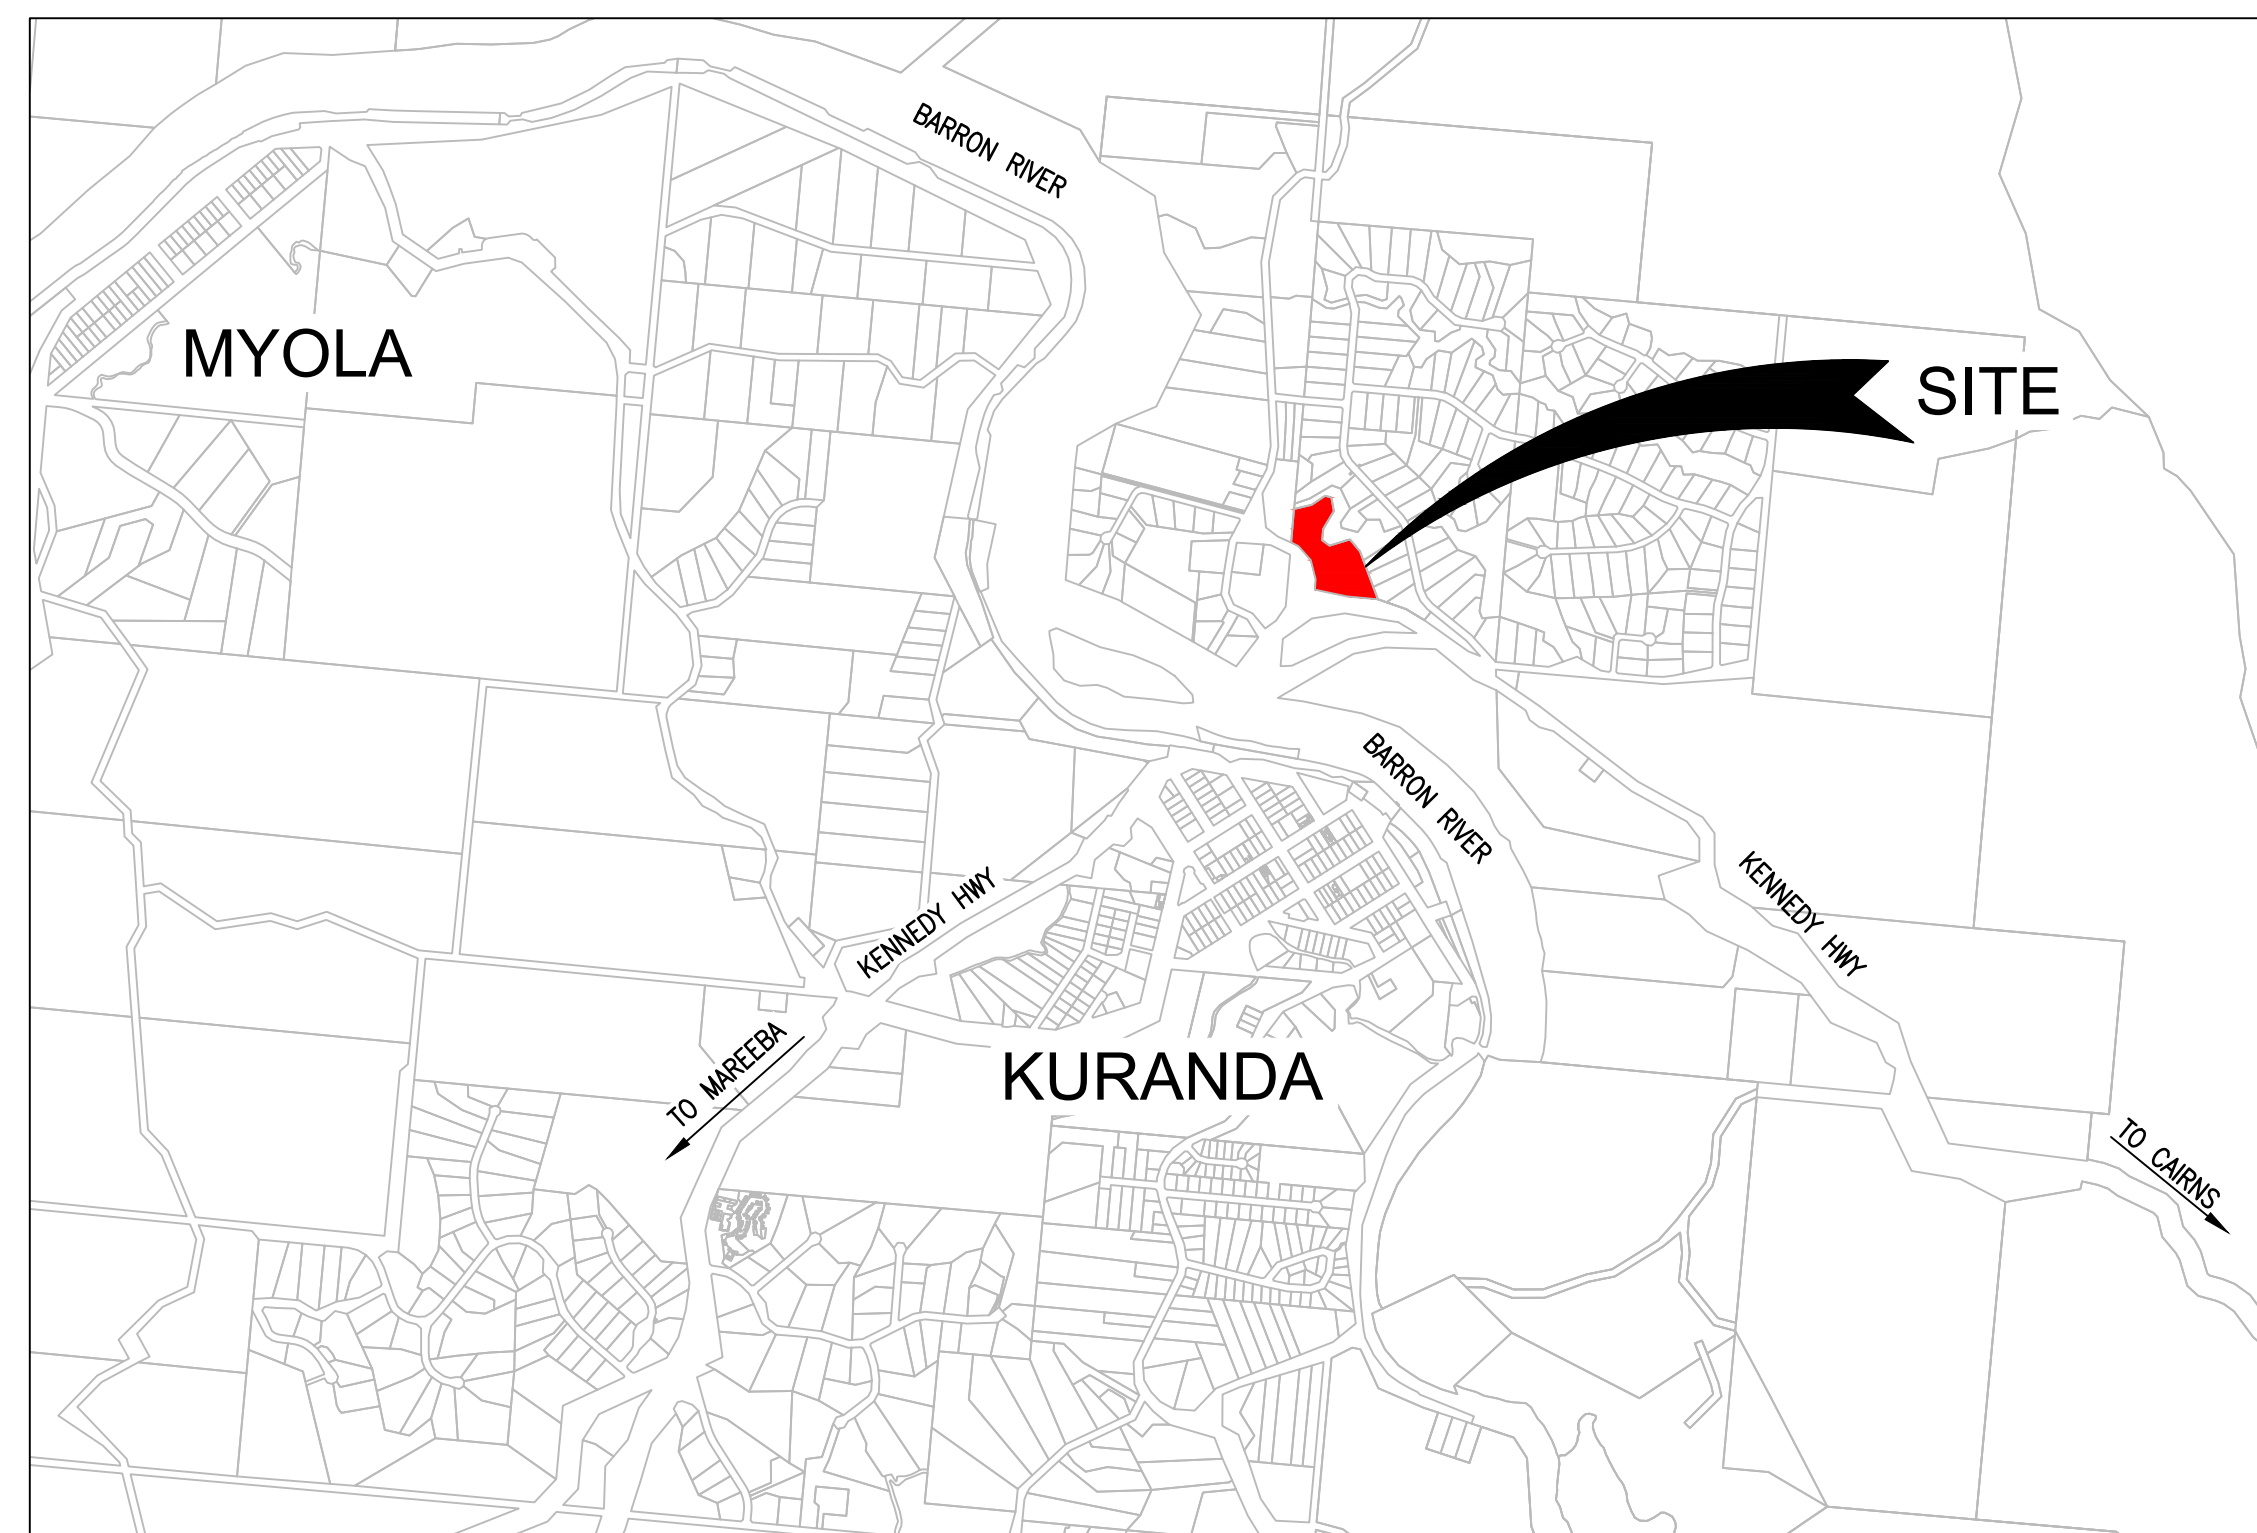 BARRON RIVER
MYOLA
SITE
BARRON RIVER
KENNEDY HWY
KENNEDY HWY
TO MAREEBA
KURANDA
TO CAIRNS